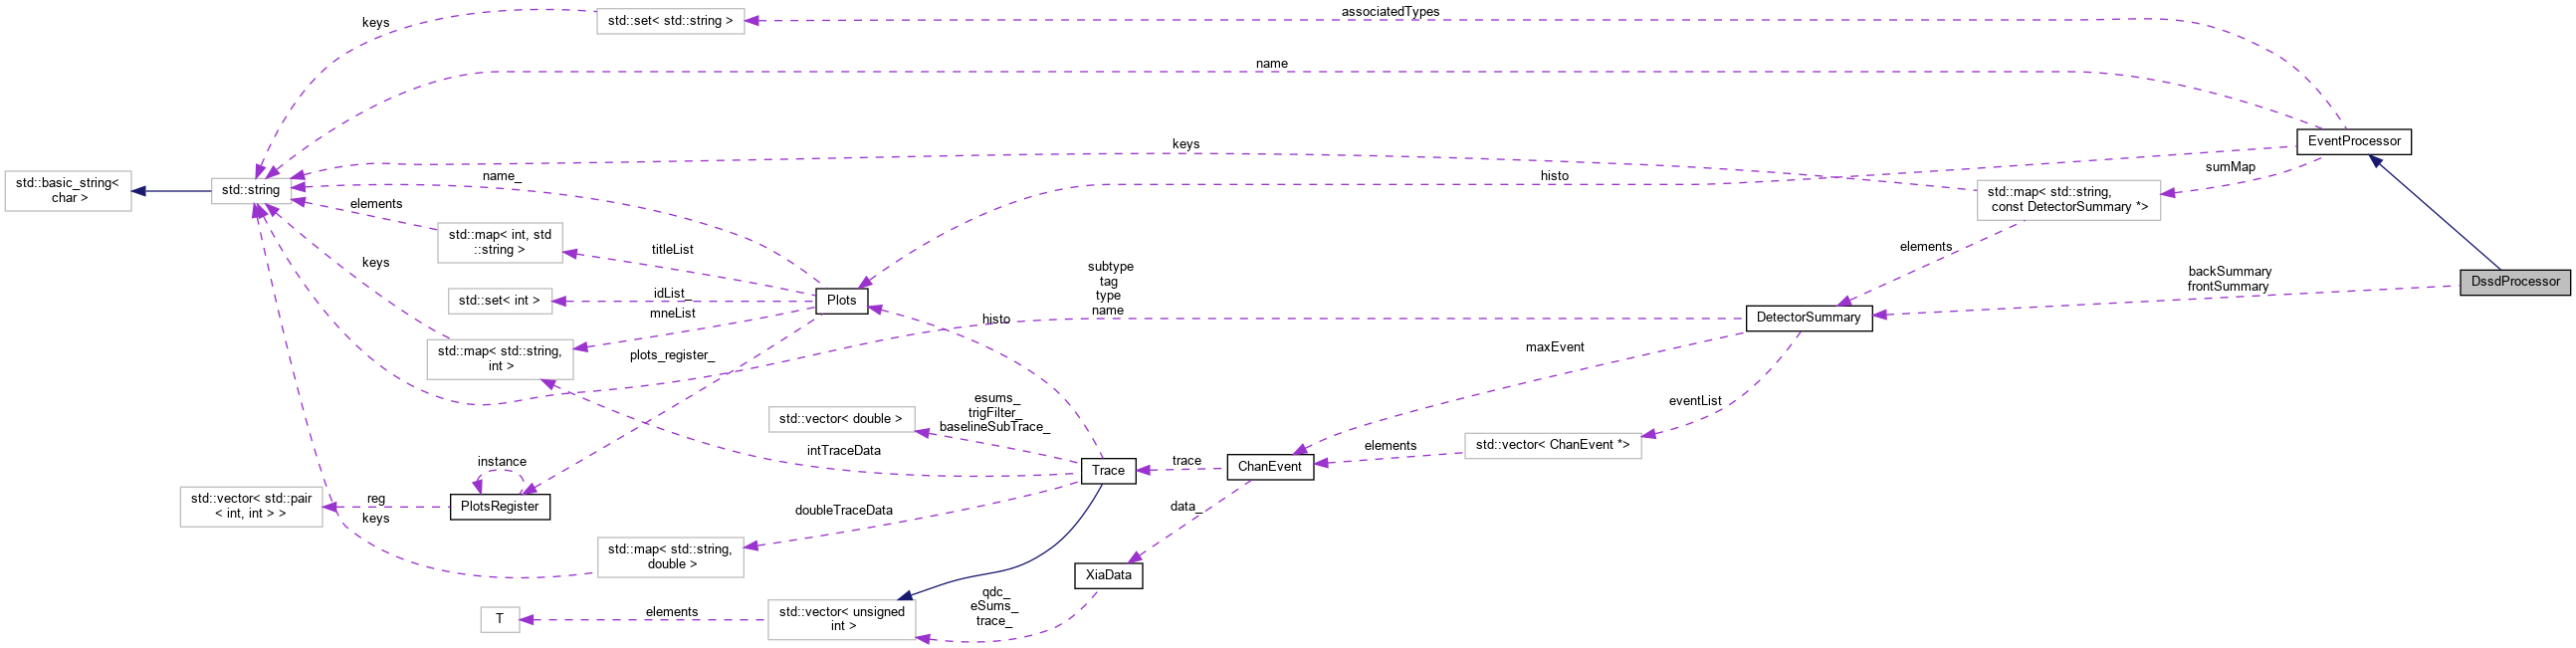 associatedTypes
std::set< std::string >
keys
name
EventProcessor
keys
sumMap
histo
name_
std::basic_string<
char >
std::string
std::map< std::string,
const DetectorSummary *>
elements
std::map< int, std
::string >
titleList
elements
keys
subtype
tag
type
name
backSummary
frontSummary
DssdProcessor
std::set< int >
idList_
Plots
mneList
histo
DetectorSummary
std::map< std::string,
int >
plots_register_
maxEvent
eventList
esums_
trigFilter_
baselineSubTrace_
std::vector< double >
intTraceData
std::vector< ChanEvent *>
elements
instance
trace
Trace
ChanEvent
std::vector< std::pair
< int, int > >
reg
PlotsRegister
keys
doubleTraceData
data_
std::map< std::string,
double >
XiaData
qdc_
eSums_
trace_
T
elements
std::vector< unsigned
int >